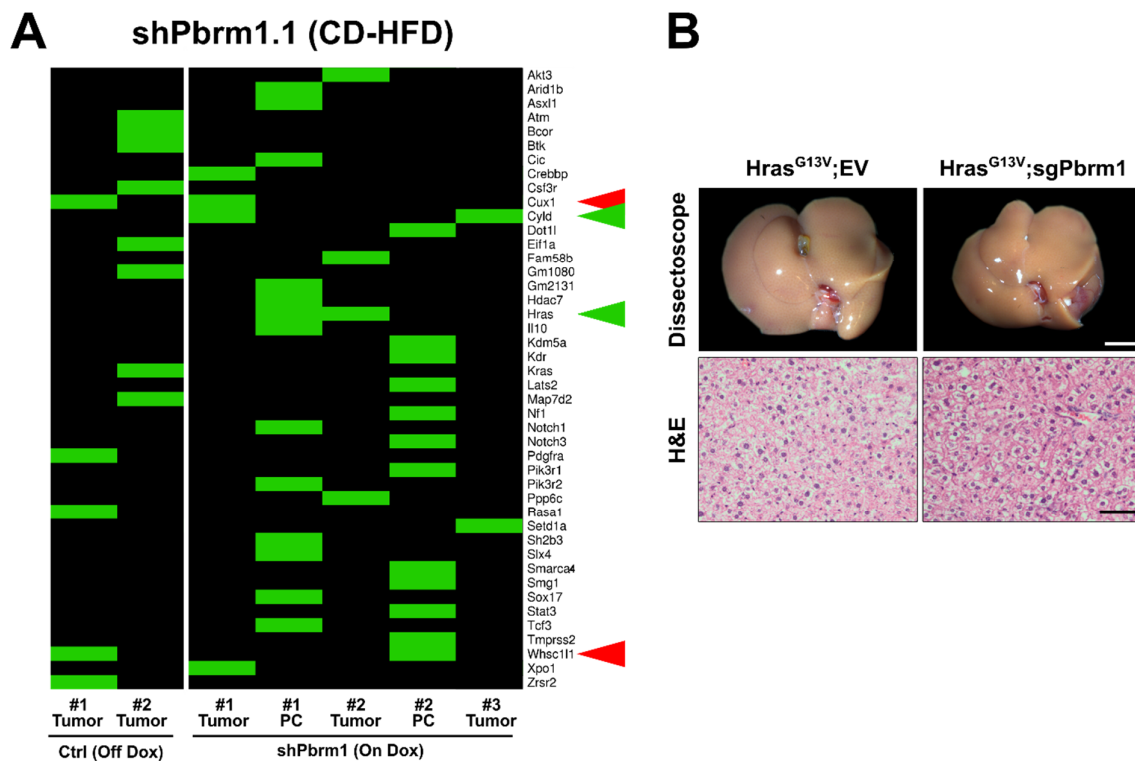 A
shPbrm1.1 (CD-HFD)
Akt3
Arid1b
Asxl1
Atm
Bcor
Btk
Cic
Crebbp
Csf3r
Cux1
Cyld
Dot1l
Eif1a
Fam58b
Gm1080
Gm2131
Hdac7
Hras
Il10
Kdm5a
Kdr
Kras
Lats2
Map7d2
Nf1
Notch1
Notch3
Pdgfra
Pik3r1
Pik3r2
Ppp6c
Rasa1
Setd1a
Sh2b3
Slx4
Smarca4
Smg1
Sox17
Stat3
Tcf3
Tmprss2
Whsc1l1
Xpo1
Zrsr2
#1 #2 #1 #1 #2 #2 #3
Tumor Tumor Tumor PC Tumor PC Tumor
Ctrl (Off Dox) shPbrm1 (On Dox)
B
HrasG13V;EV HrasG13V;sgPbrm1
Dissectoscope
H&E